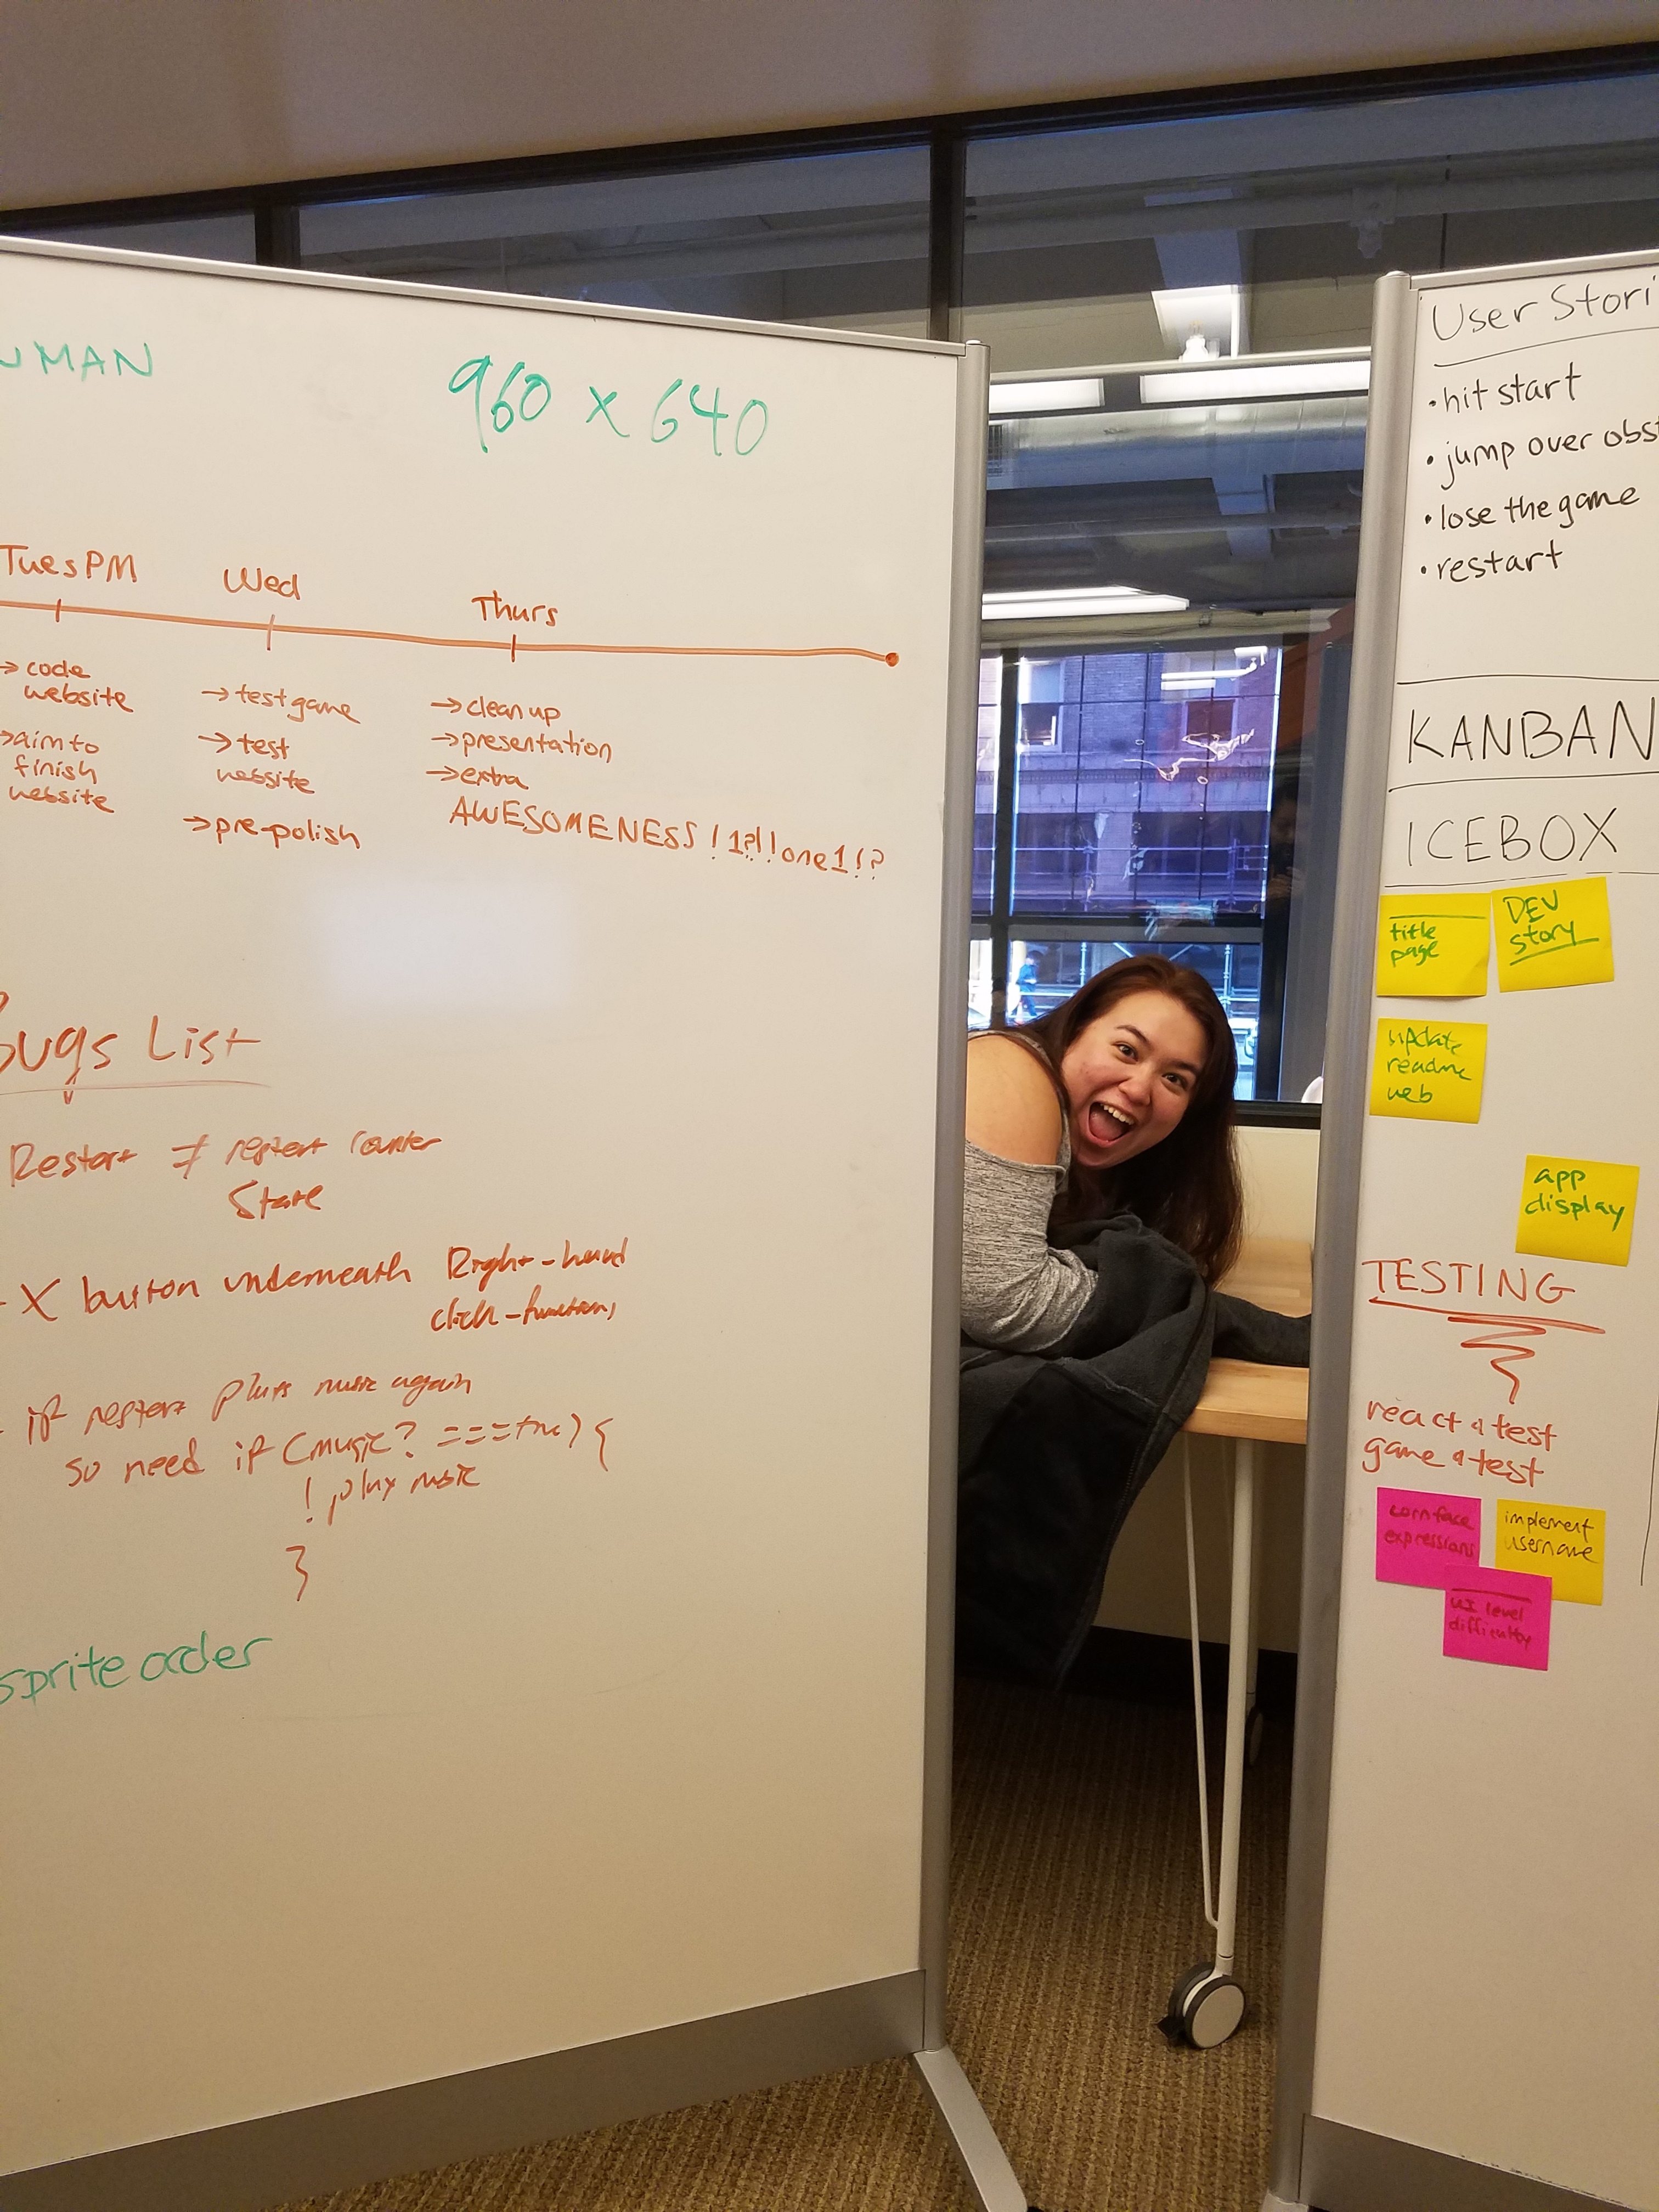 UMAN
960 x 640
Tues PM
Wed
Thurs
→ code
website
→ aim to
finish
website
→ test game
→ test
website
→ pre-polish
→ clean up
→ presentation
→ extra
AWESOMENESS !1?!!one1!?
Bugs List
Restart ≠ restart counter
State
- X button underneath Right-hand
click-functions
- if restart plays music again
so need if (music? === true) {
! play music
}
sprite order
User Stori
• hit start
• jump over obst
• lose the game
• restart
KANBAN
ICEBOX
title
page
DEV
story
update
readme
web
app
display
TESTING
react & test
game & test
corn face
expressions
implement
username
UI level
difficulty